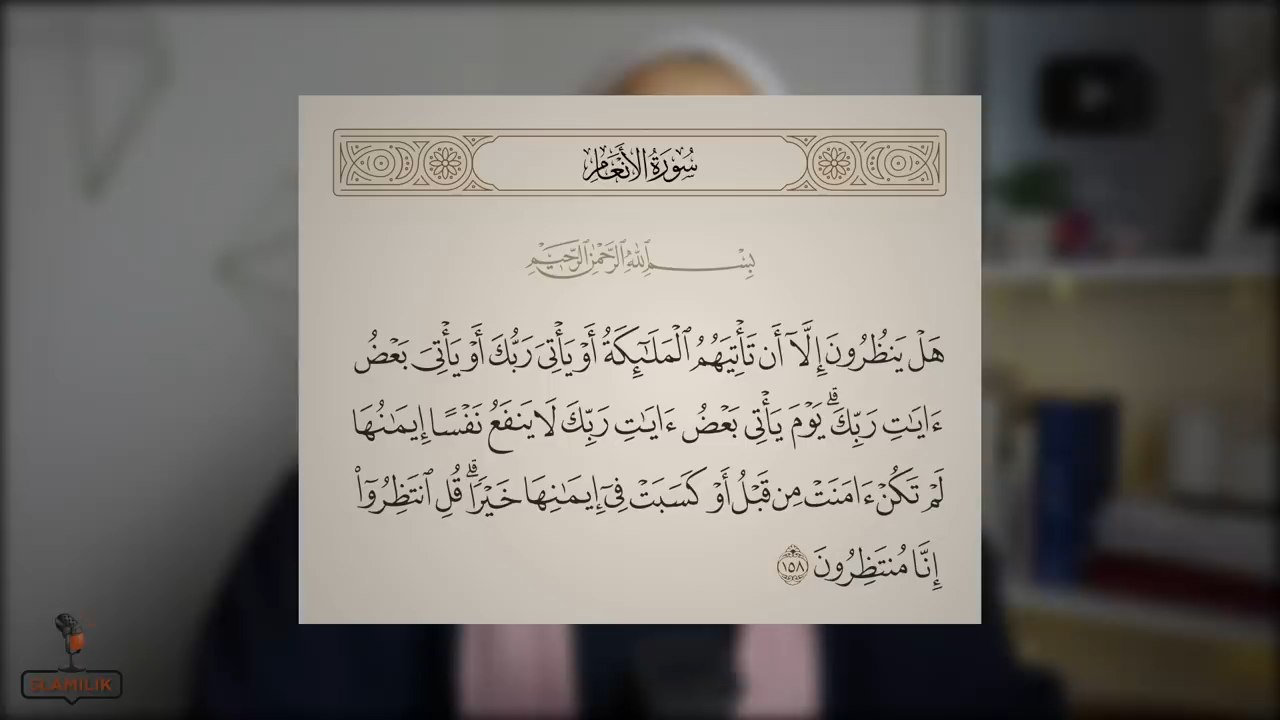 سُورَةُ الأَنْعَامِ
بِسْمِ ٱللَّهِ ٱلرَّحْمَٰنِ ٱلرَّحِيمِ
هَلْ يَنظُرُونَ إِلَّآ أَن تَأْتِيَهُمُ ٱلْمَلَٰٓئِكَةُ أَوْ يَأْتِىَ رَبُّكَ أَوْ يَأْتِىَ بَعْضُ
ءَايَٰتِ رَبِّكَ ۗ يَوْمَ يَأْتِى بَعْضُ ءَايَٰتِ رَبِّكَ لَا يَنفَعُ نَفْسًا إِيمَٰنُهَا
لَمْ تَكُنْ ءَامَنَتْ مِن قَبْلُ أَوْ كَسَبَتْ فِىٓ إِيمَٰنِهَا خَيْرًا ۗ قُلِ ٱنتَظِرُوٓا۟
إِنَّا مُنتَظِرُونَ ١٥٨
SLAMILIK